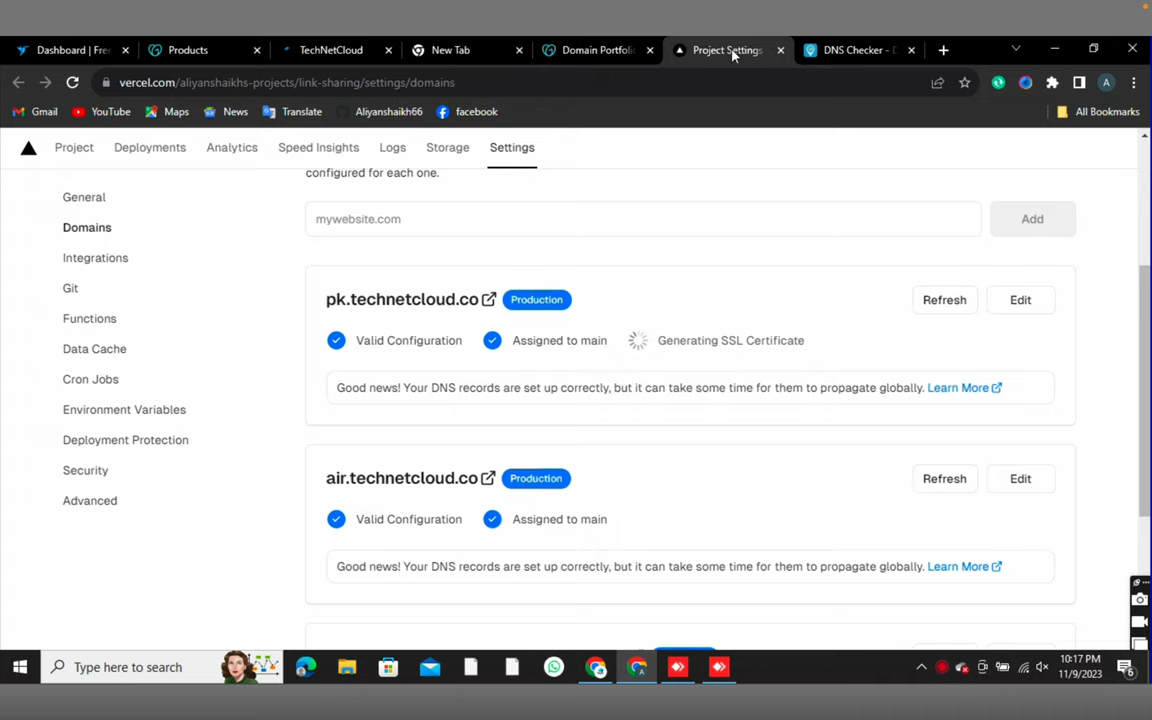 Dashboard | Fre
Products
TechNetCloud
New Tab
Domain Portfolio
Project Settings
DNS Checker - D
vercel.com/aliyanshaikhs-projects/link-sharing/settings/domains
A
Gmail
YouTube
Maps
News
Translate
Aliyanshaikh66
facebook
All Bookmarks
Project
Deployments
Analytics
Speed Insights
Logs
Storage
Settings
configured for each one.
General
Domains
Integrations
Git
Functions
Data Cache
Cron Jobs
Environment Variables
Deployment Protection
Security
Advanced
mywebsite.com
Add
pk.technetcloud.co
Production
Refresh
Edit
Valid Configuration
Assigned to main
Generating SSL Certificate
Good news! Your DNS records are set up correctly, but it can take some time for them to propagate globally. Learn More
air.technetcloud.co
Production
Refresh
Edit
Valid Configuration
Assigned to main
Good news! Your DNS records are set up correctly, but it can take some time for them to propagate globally. Learn More
Type here to search
10:17 PM
11/9/2023
6